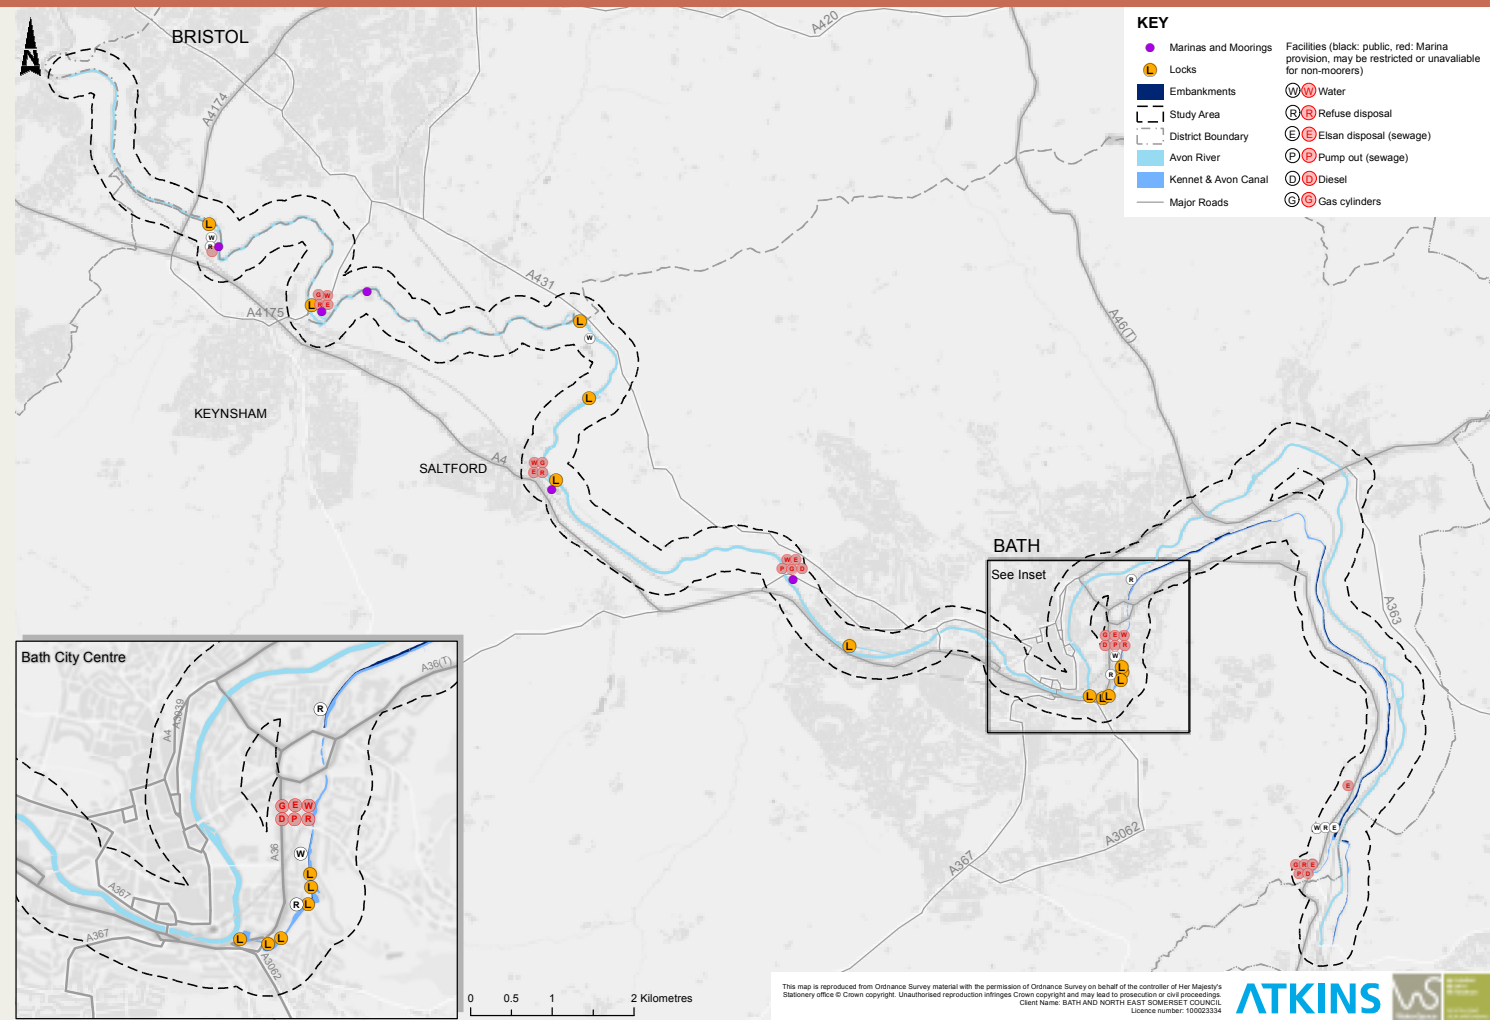 BRISTOL
A420
N
A4174
A431
A4175
KEYNSHAM
A46(T)
SALTFORD
A4
BATH
See Inset
A363
A3062
A367
L
W
R
L
G W
R E
L
W
L
W G
E R
L
W E
P G D
L
R
G E W
D P R
W
R
L
L
L
L
L
E
W R E
G R E
P D
KEY
Marinas and Moorings
L Locks
Embankments
Study Area
District Boundary
Avon River
Kennet & Avon Canal
Major Roads
Facilities (black: public, red: Marina
provision, may be restricted or unavaliable
for non-moorers)
W W Water
R R Refuse disposal
E E Elsan disposal (sewage)
P P Pump out (sewage)
D D Diesel
G G Gas cylinders
Bath City Centre
A36(T)
A4
A3039
R
G E W
D P R
A36
W
L
L
R L
A367
A367
L
L
L
A3062
0 0.5 1 2 Kilometres
This map is reproduced from Ordnance Survey material with the permission of Ordnance Survey on behalf of the controller of Her Majesty's
Stationery office © Crown copyright. Unauthorised reproduction infringes Crown copyright and may lead to prosecution or civil proceedings.
Client Name: BATH AND NORTH EAST SOMERSET COUNCIL
Licence number: 100023334
ATKINS